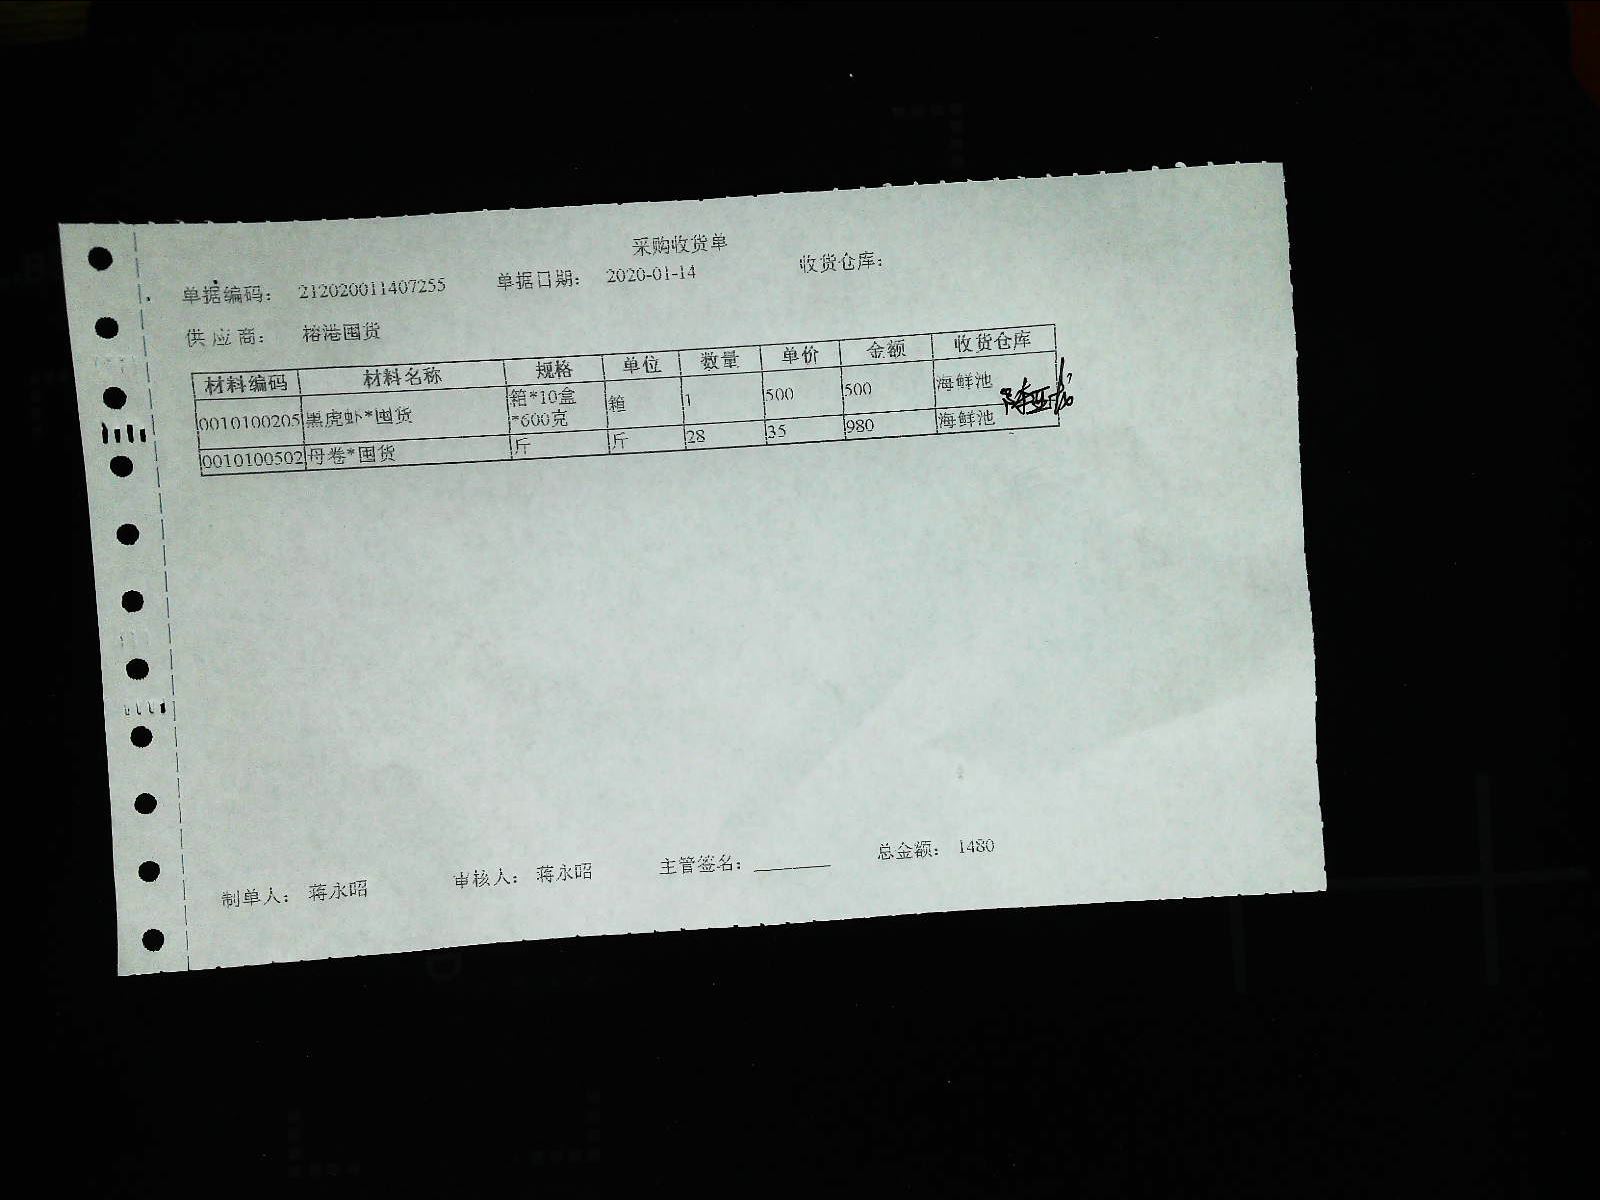 采购收货单
单据编码： 212020011407255 单据日期： 2020-01-14 收货仓库：
供应商： 榕港囤货
材料编码 材料名称 规格 单位 数量 单价 金额 收货仓库
0010100205 黑虎虾*囤货 箱*10盒*600克 箱 1 500 500 海鲜池
0010100502 母卷*囤货 斤 斤 28 35 980 海鲜池
制单人： 蒋永昭 审核人： 蒋永昭 主管签名：________ 总金额： 1480